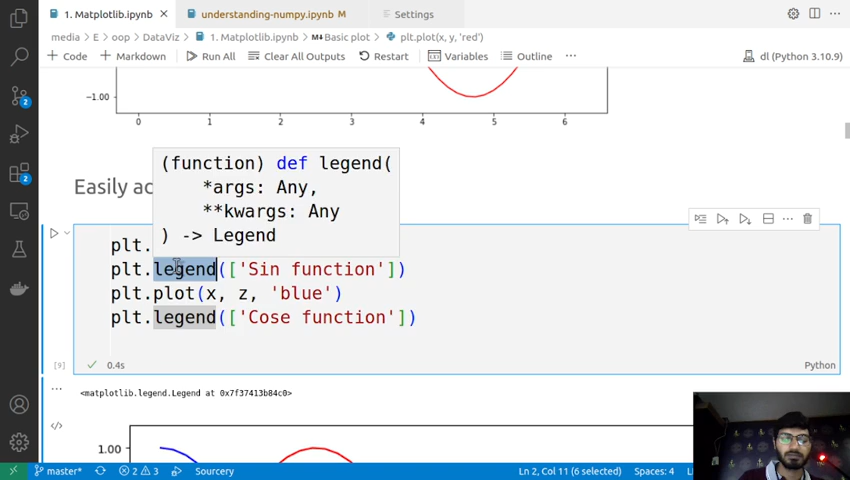 1. Matplotlib.ipynb
understanding-numpy.ipynb M
Settings
media > E > oop > DataViz > 1. Matplotlib.ipynb > Basic plot > plt.plot(x, y, 'red')
+ Code + Markdown Run All Clear All Outputs Restart Variables Outline ... dl (Python 3.10.9)
−1.00
0 1 2 3 4 5 6
(function) def legend(
*args: Any,
**kwargs: Any
) -> Legend
Easily ac
plt.
plt.legend(['Sin function'])
plt.plot(x, z, 'blue')
plt.legend(['Cose function'])
[9] 0.4s Python
<matplotlib.legend.Legend at 0x7f37413b84c0>
1.00
2
2
master* 2 3 Sourcery Ln 2, Col 11 (6 selected) Spaces: 4